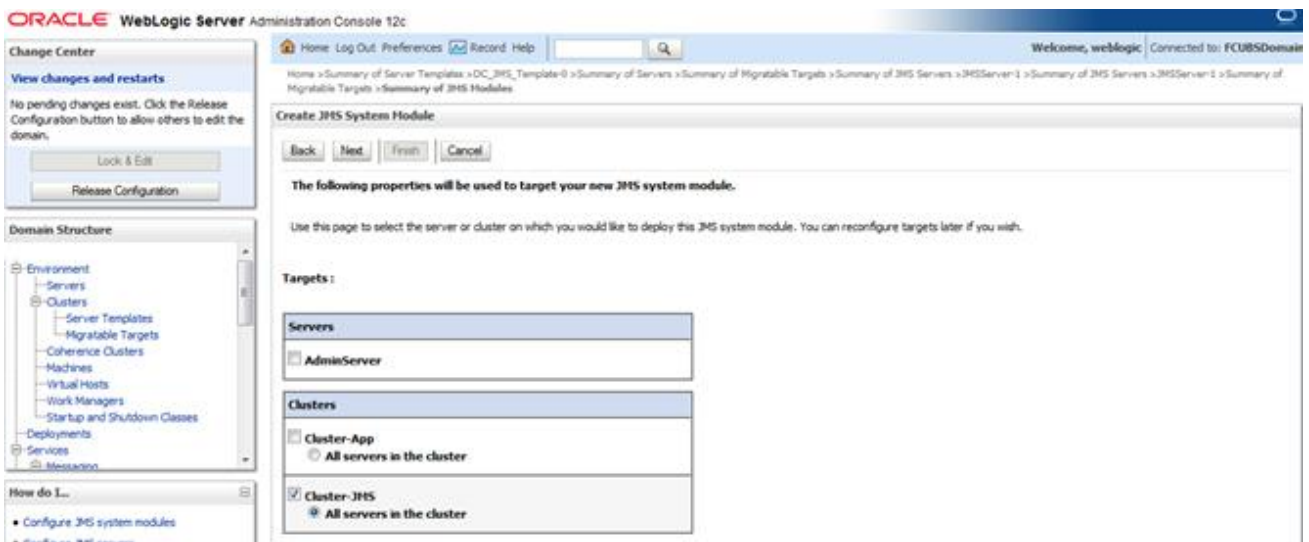 ORACLE WebLogic Server Administration Console 12c
Change Center
View changes and restarts
No pending changes exist. Click the Release
Configuration button to allow others to edit the
domain.
Lock & Edit
Release Configuration
Domain Structure
Environment
Servers
Clusters
Server Templates
Migratable Targets
Coherence Clusters
Machines
Virtual Hosts
Work Managers
Startup and Shutdown Classes
Deployments
Services
Messaging
How do I...
Configure JMS system modules
Configure JMS servers
Home Log Out Preferences Record Help
Welcome, weblogic Connected to: FCUBSDomain
Home >Summary of Server Templates >DC_JMS_Template-0 >Summary of Servers >Summary of Migratable Targets >Summary of JMS Servers >JMSServer-1 >Summary of JMS Servers >JMSServer-1 >Summary of
Migratable Targets >Summary of JMS Modules
Create JMS System Module
Back Next Finish Cancel
The following properties will be used to target your new JMS system module.
Use this page to select the server or cluster on which you would like to deploy this JMS system module. You can reconfigure targets later if you wish.
Targets :
Servers
AdminServer
Clusters
Cluster-App
All servers in the cluster
Cluster-JMS
All servers in the cluster